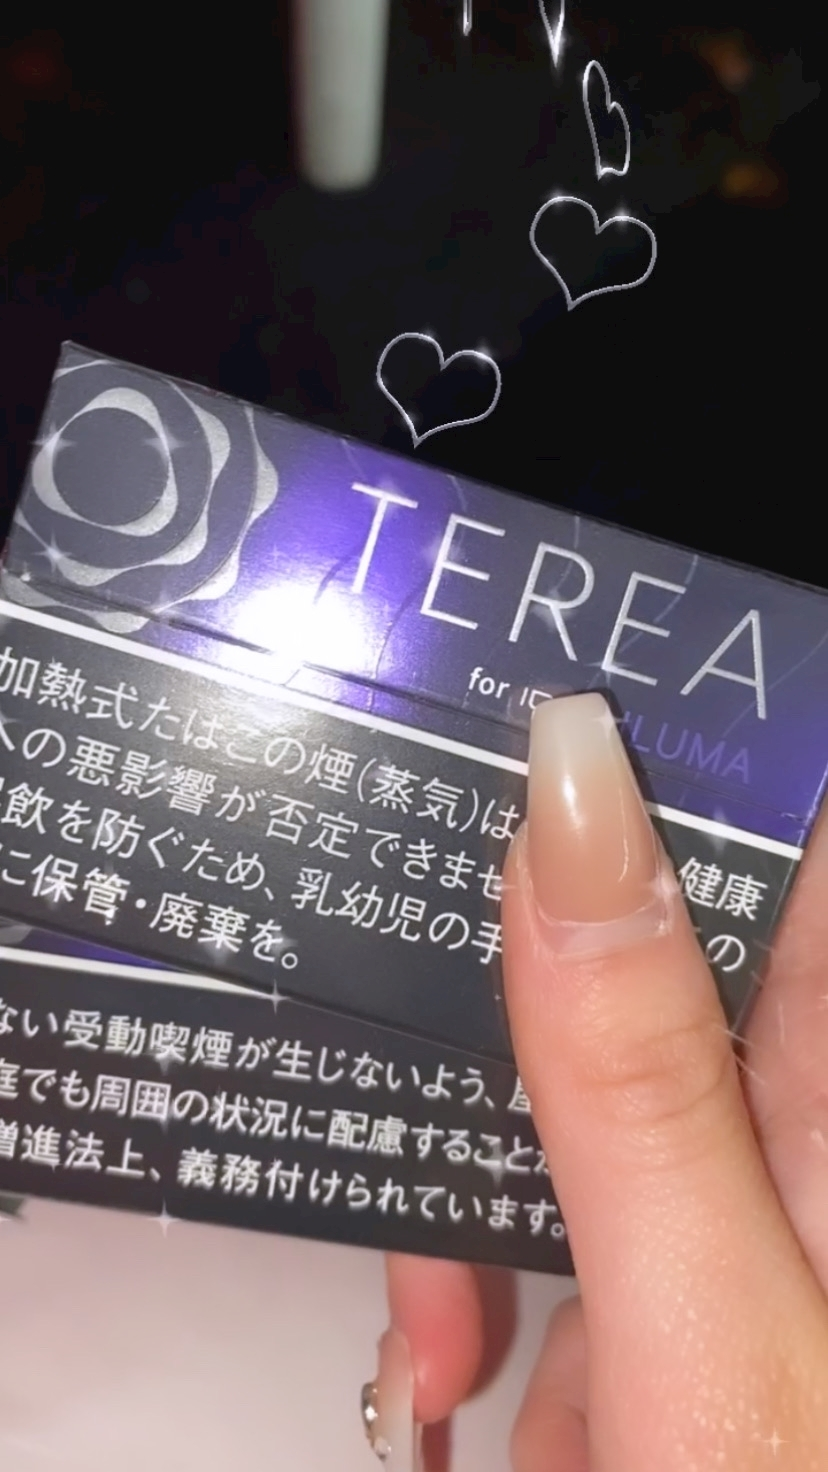 TEREA
for
ILUMA
加熱式たばこの煙(蒸気)は
の悪影響が否定できませ 健康
飲を防ぐため、乳幼児の手 の
に保管・廃棄を。
ない受動喫煙が生じないよう、
庭でも周囲の状況に配慮すること
増進法上、義務付けられています。